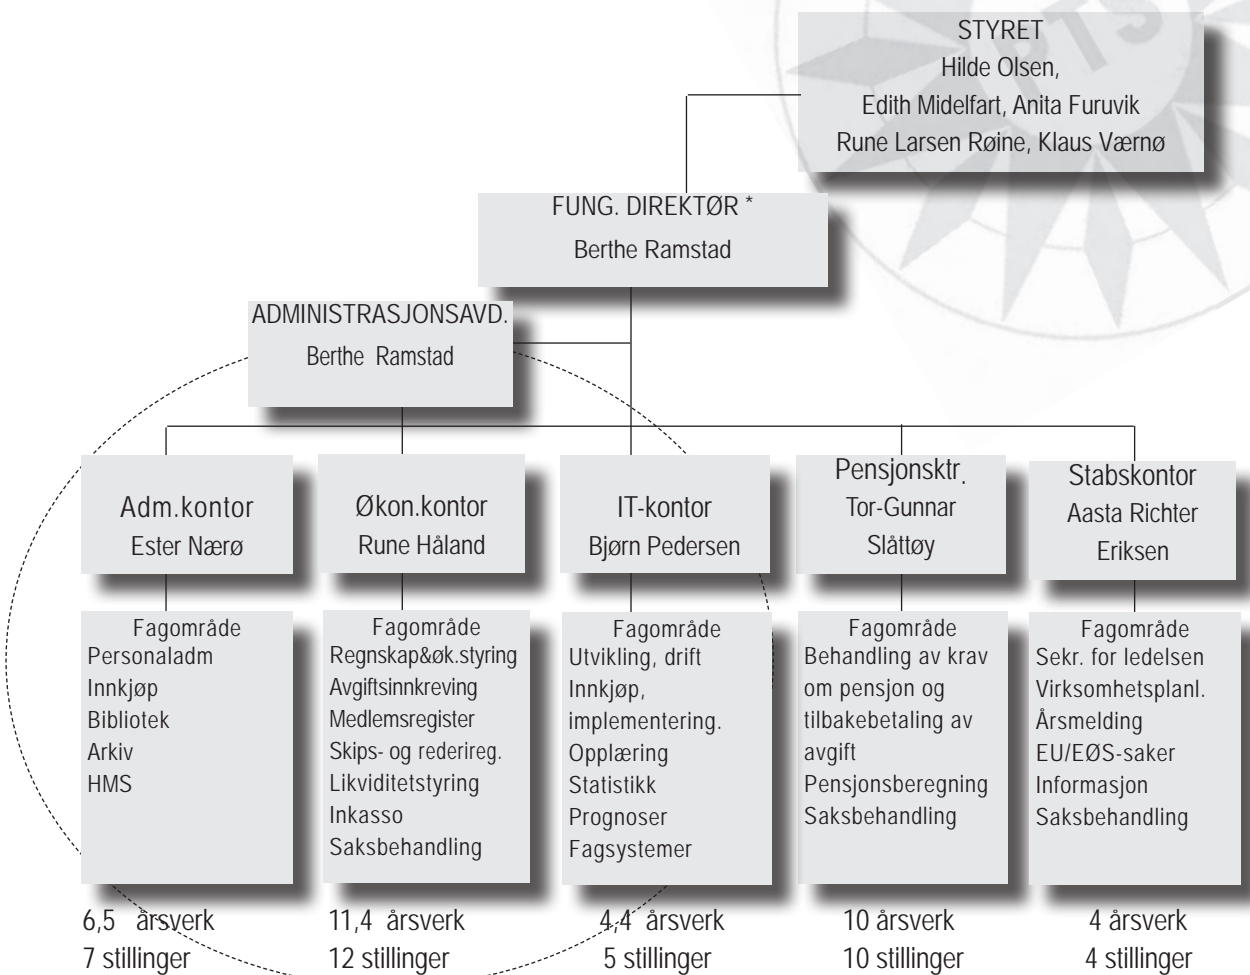 PTS
STYRET
Hilde Olsen,
Edith Midelfart, Anita Furuvik
Rune Larsen Røine, Klaus Værnø
FUNG. DIREKTØR *
Berthe Ramstad
ADMINISTRASJONSAVD.
Berthe Ramstad
Adm.kontor
Ester Nærø
Økon.kontor
Rune Håland
IT-kontor
Bjørn Pedersen
Pensjonsktr.
Tor-Gunnar
Slåttøy
Stabskontor
Aasta Richter
Eriksen
Fagområde
Personaladm
Innkjøp
Bibliotek
Arkiv
HMS
Fagområde
Regnskap&øk.styring
Avgiftsinnkreving
Medlemsregister
Skips- og rederireg.
Likviditetstyring
Inkasso
Saksbehandling
Fagområde
Utvikling, drift
Innkjøp,
implementering.
Opplæring
Statistikk
Prognoser
Fagsystemer
Fagområde
Behandling av krav
om pensjon og
tilbakebetaling av
avgift
Pensjonsberegning
Saksbehandling
Fagområde
Sekr. for ledelsen
Virksomhetsplanl.
Årsmelding
EU/EØS-saker
Informasjon
Saksbehandling
6,5 årsverk
7 stillinger
11,4 årsverk
12 stillinger
4,4 årsverk
5 stillinger
10 årsverk
10 stillinger
4 årsverk
4 stillinger